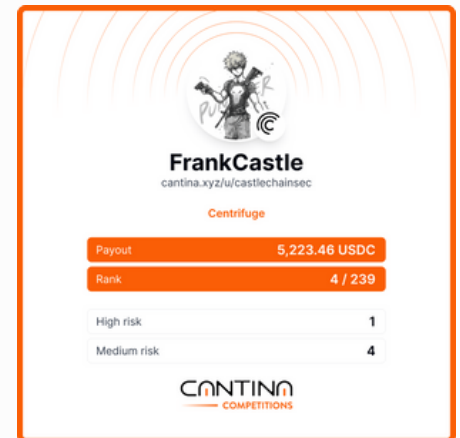 FrankCastle
cantina.xyz/u/castlechainsec
Centrifuge
Payout 5,223.46 USDC
Rank 4 / 239
High risk 1
Medium risk 4
CANTINA
COMPETITIONS